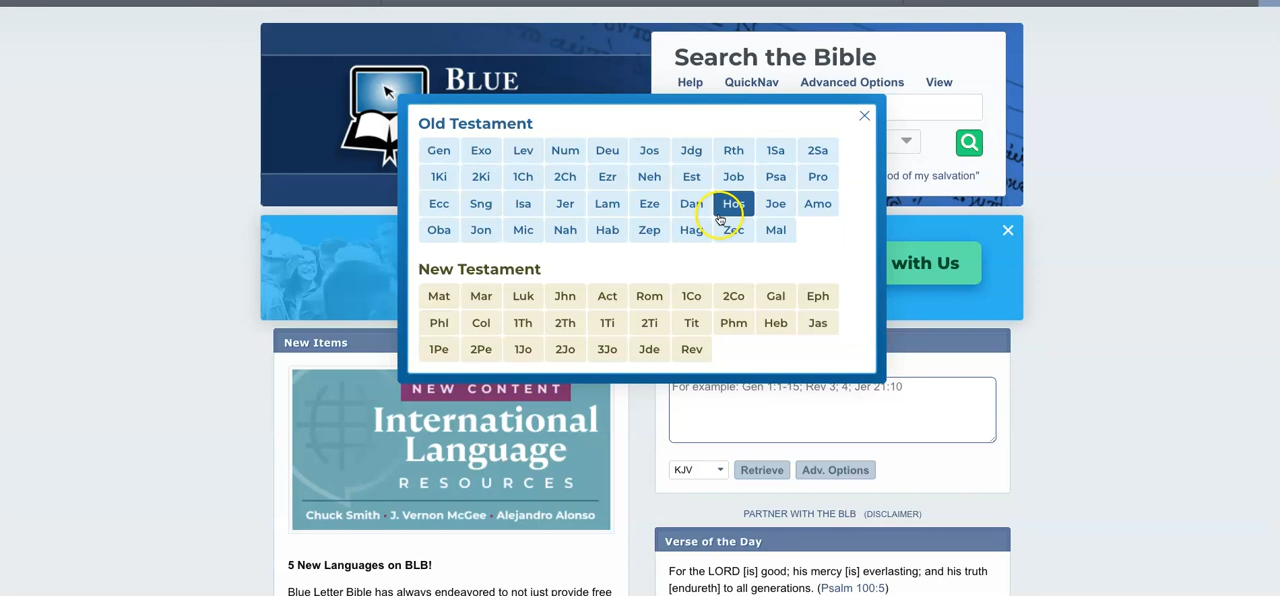 Search the Bible
BLUE
Help QuickNav Advanced Options View
od of my salvation"
Old Testament
Gen Exo Lev Num Deu Jos Jdg Rth 1Sa 2Sa
1Ki 2Ki 1Ch 2Ch Ezr Neh Est Job Psa Pro
Ecc Sng Isa Jer Lam Eze Dan Hos Joe Amo
Oba Jon Mic Nah Hab Zep Hag Zec Mal
New Testament
Mat Mar Luk Jhn Act Rom 1Co 2Co Gal Eph
Phl Col 1Th 2Th 1Ti 2Ti Tit Phm Heb Jas
1Pe 2Pe 1Jo 2Jo 3Jo Jde Rev
with Us
New Items
NEW CONTENT
International
Language
RESOURCES
Chuck Smith • J. Vernon McGee • Alejandro Alonso
5 New Languages on BLB!
Blue Letter Bible has always endeavored to not just provide free
For example: Gen 1:1-15; Rev 3; 4; Jer 21:10
KJV Retrieve Adv. Options
PARTNER WITH THE BLB (DISCLAIMER)
Verse of the Day
For the LORD [is] good; his mercy [is] everlasting; and his truth
[endureth] to all generations. (Psalm 100:5)